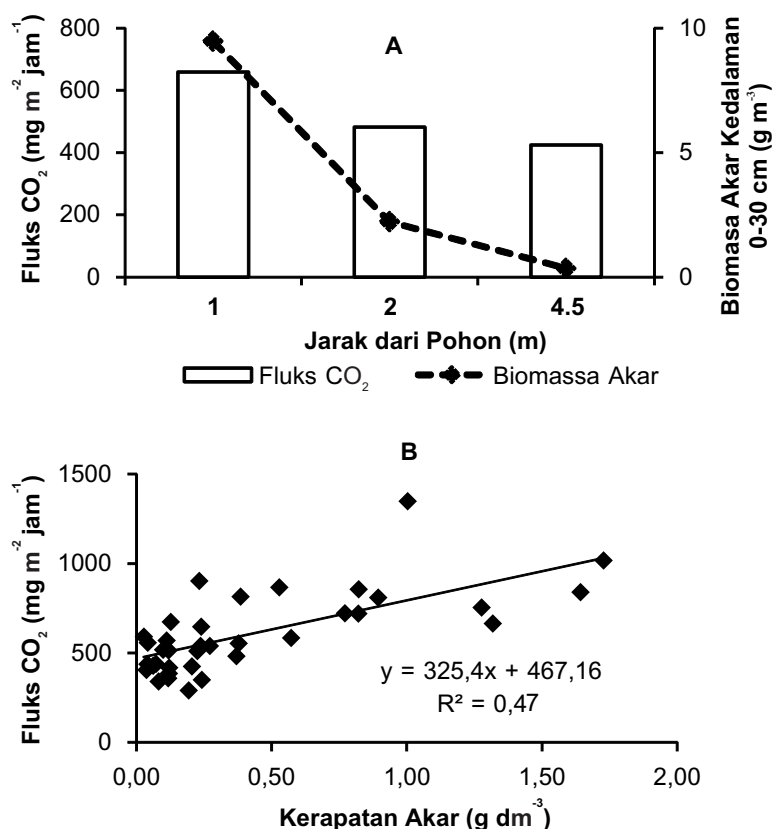 A
800
600
400
200
0
10
5
0
Fluks CO₂ (mg m⁻² jam⁻¹)
Biomasa Akar Kedalaman
0-30 cm (g m⁻³)
1 2 4.5
Jarak dari Pohon (m)
Fluks CO₂ Biomassa Akar
B
1500
1000
500
0
Fluks CO₂ (mg m⁻² jam⁻¹)
y = 325,4x + 467,16
R² = 0,47
0,00 0,50 1,00 1,50 2,00
Kerapatan Akar (g dm⁻³)